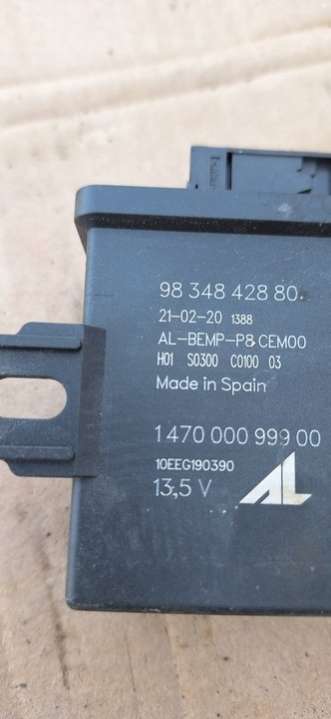 98 348 428 80
21-02-20 1388
AL-BEMP-P8 CEM00
H01 S0300 C0100 03
Made in Spain
1 470 000 999 00
10EEG190390
13,5 V
AL